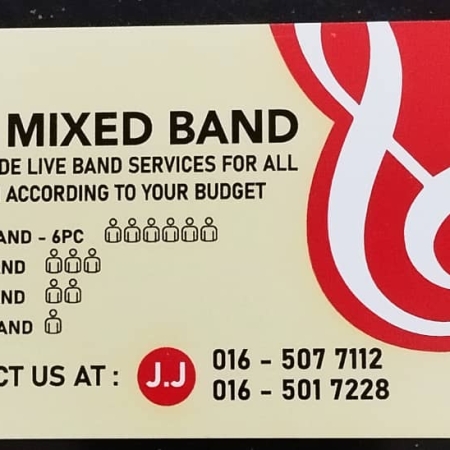 MIXED BAND
DE LIVE BAND SERVICES FOR ALL
ACCORDING TO YOUR BUDGET
AND - 6PC
AND
ND
AND
CT US AT :
J.J
016 - 507 7112
016 - 501 7228